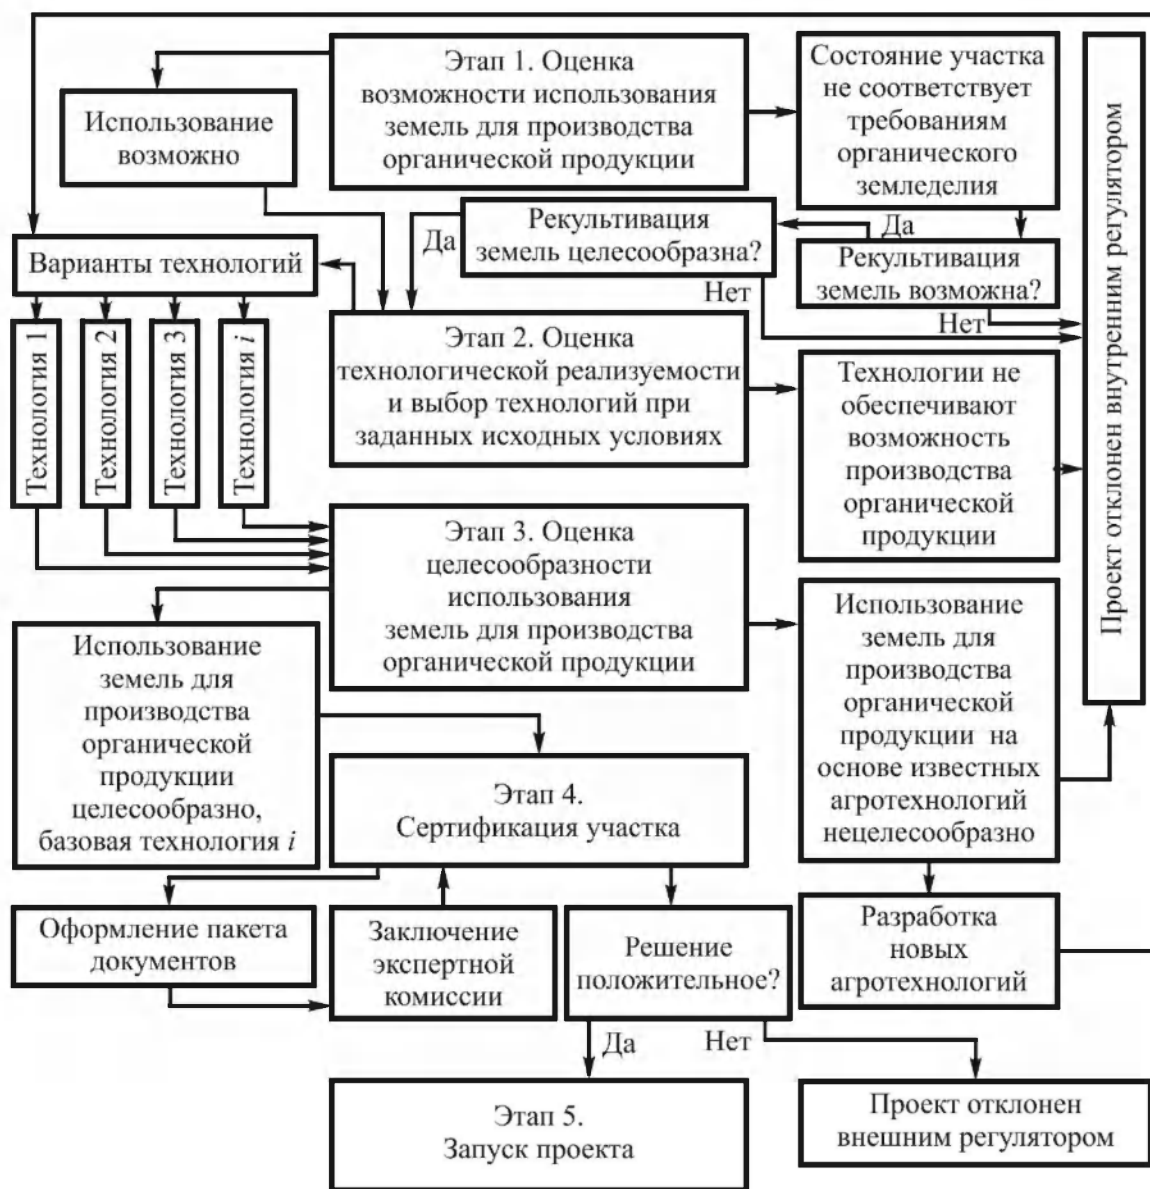 Этап 1. Оценка
возможности использования
земель для производства
органической продукции
Состояние участка
не соответствует
требованиям
органического
земледелия
Использование
возможно
Проект отклонен внутренним регулятором
Да
Рекультивация
земель целесообразна?
Да
Рекультивация
земель возможна?
Нет
Нет
Варианты технологий
Технология 1
Технология 2
Технология 3
Технология i
Этап 2. Оценка
технологической реализуемости
и выбор технологий при
заданных исходных условиях
Технологии не
обеспечивают
возможность
производства
органической
продукции
Этап 3. Оценка
целесообразности
использования
земель для производства
органической продукции
Использование
земель для
производства
органической
продукции на
основе известных
агротехнологий
нецелесообразно
Использование
земель для
производства
органической
продукции
целесообразно,
базовая технология i
Этап 4.
Сертификация участка
Оформление пакета
документов
Заключение
экспертной
комиссии
Решение
положительное?
Разработка
новых
агротехнологий
Да
Нет
Этап 5.
Запуск проекта
Проект отклонен
внешним регулятором